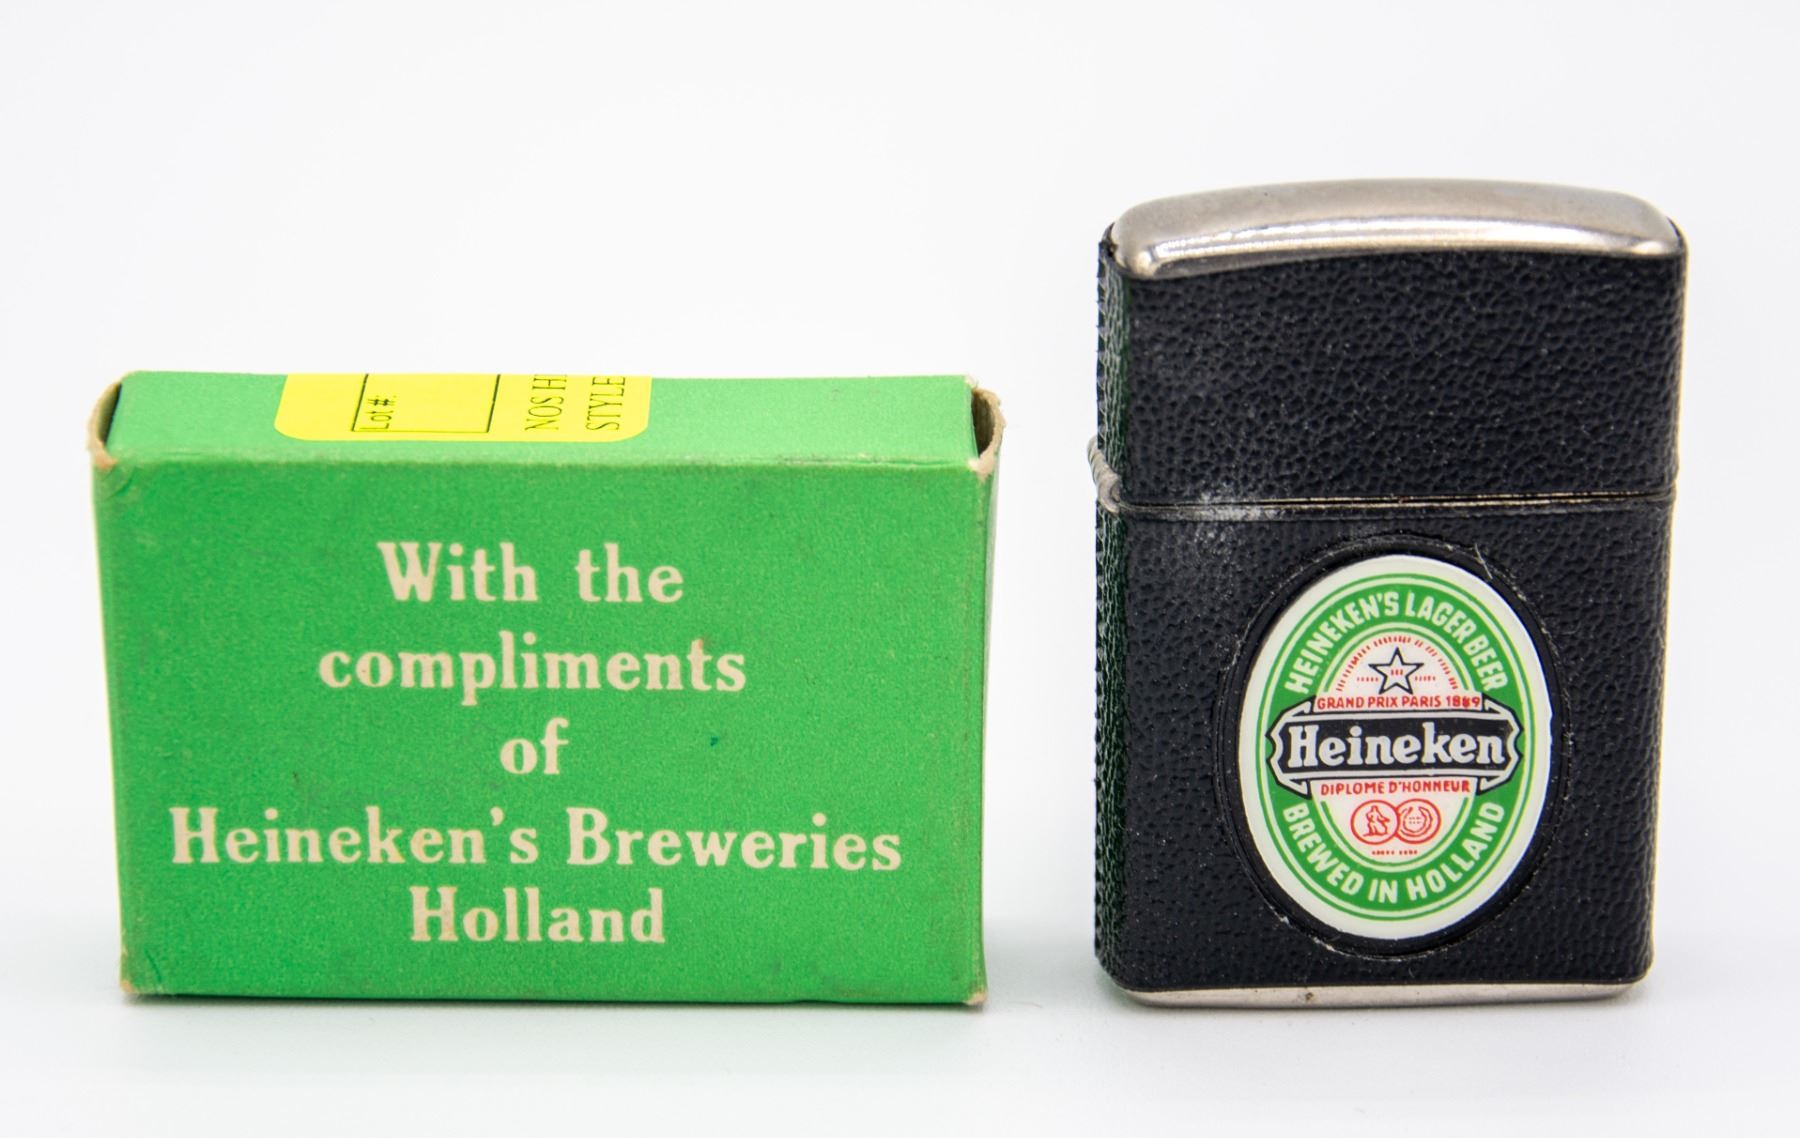 Lot #:
NOS HI
STYLE
With the
compliments
of
Heineken's Breweries
Holland
HEINEKEN'S LAGER BEER
GRAND PRIX PARIS 1889
Heineken
DIPLOME D'HONNEUR
BREWED IN HOLLAND